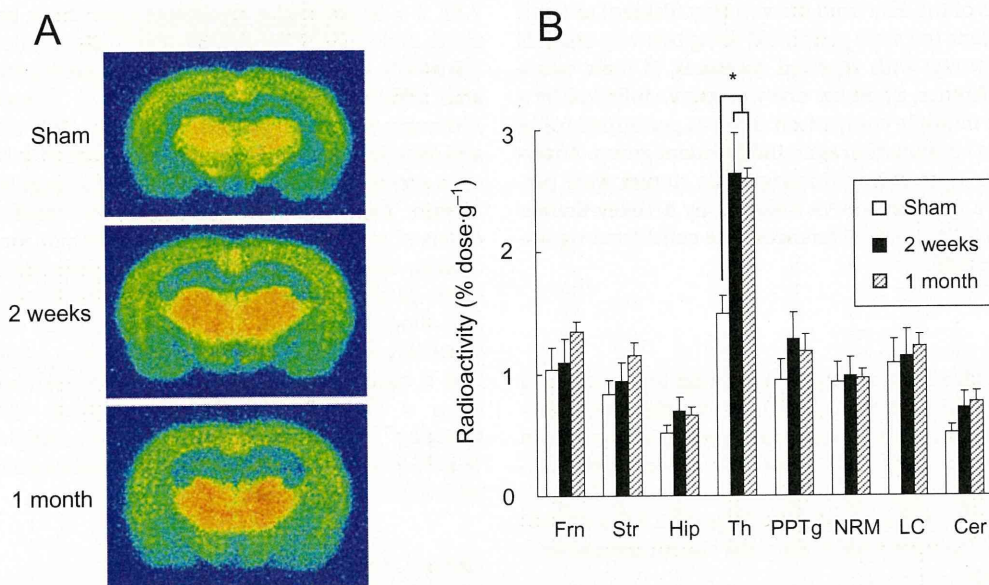 A
Sham
2 weeks
1 month
B
Radioactivity (% dose·g⁻¹)
3
2
1
0
*
Sham
2 weeks
1 month
Frn Str Hip Th PPTg NRM LC Cer